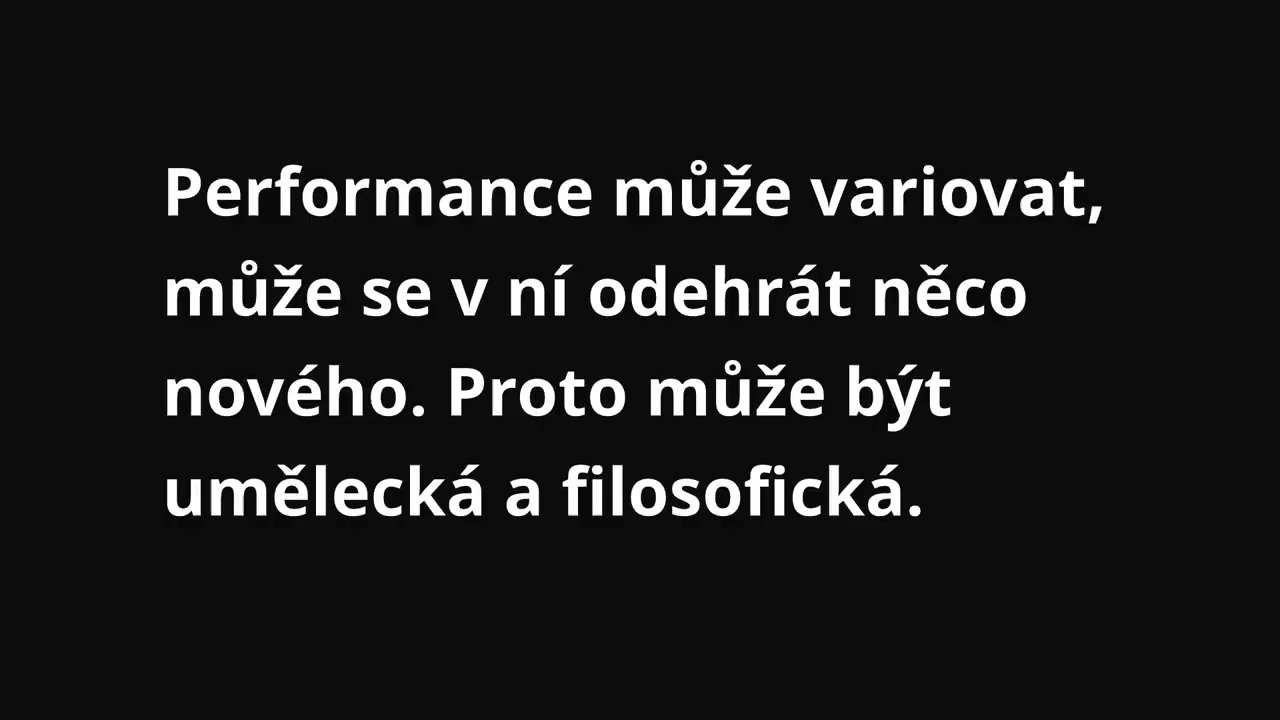 Performance může variovat,
může se v ní odehrát něco
nového. Proto může být
umělecká a filosofická.